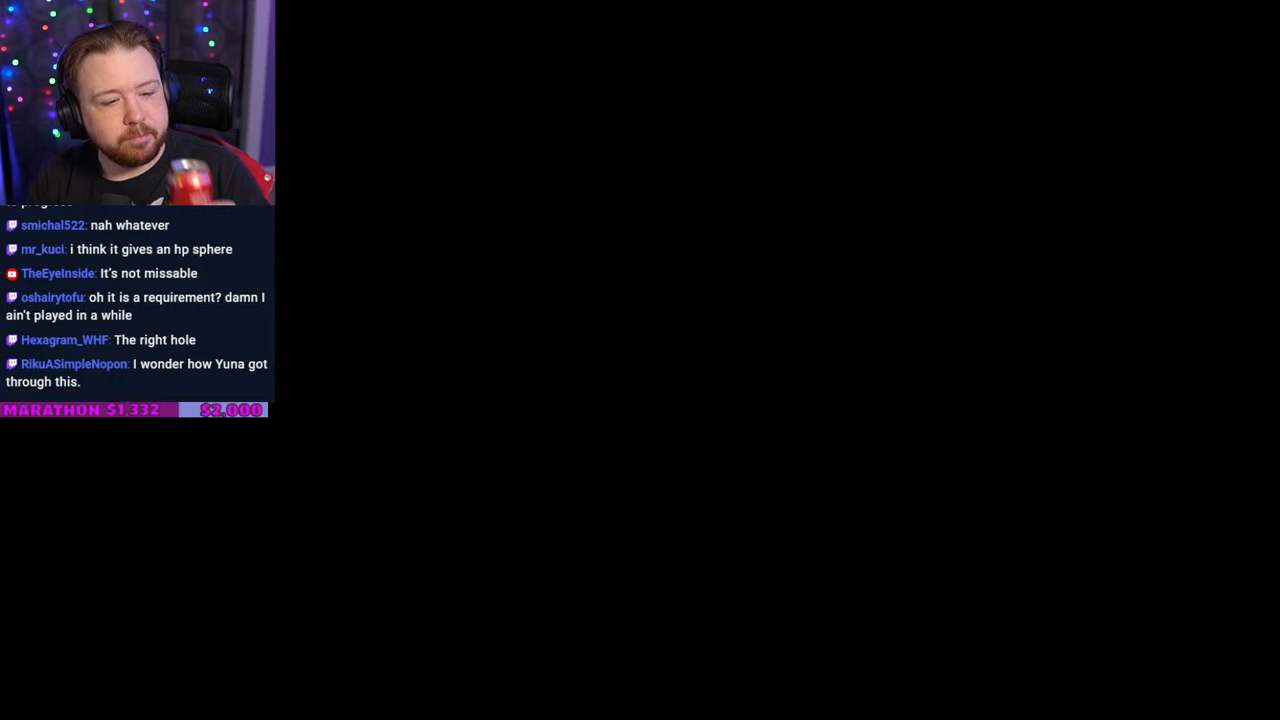 to progress
smichal522: nah whatever
mr_kuci: i think it gives an hp sphere
TheEyeInside: It's not missable
oshairytofu: oh it is a requirement? damn I
ain't played in a while
Hexagram_WHF: The right hole
RikuASimpleNopon: I wonder how Yuna got
through this.
MARATHON $1,332 $2,000